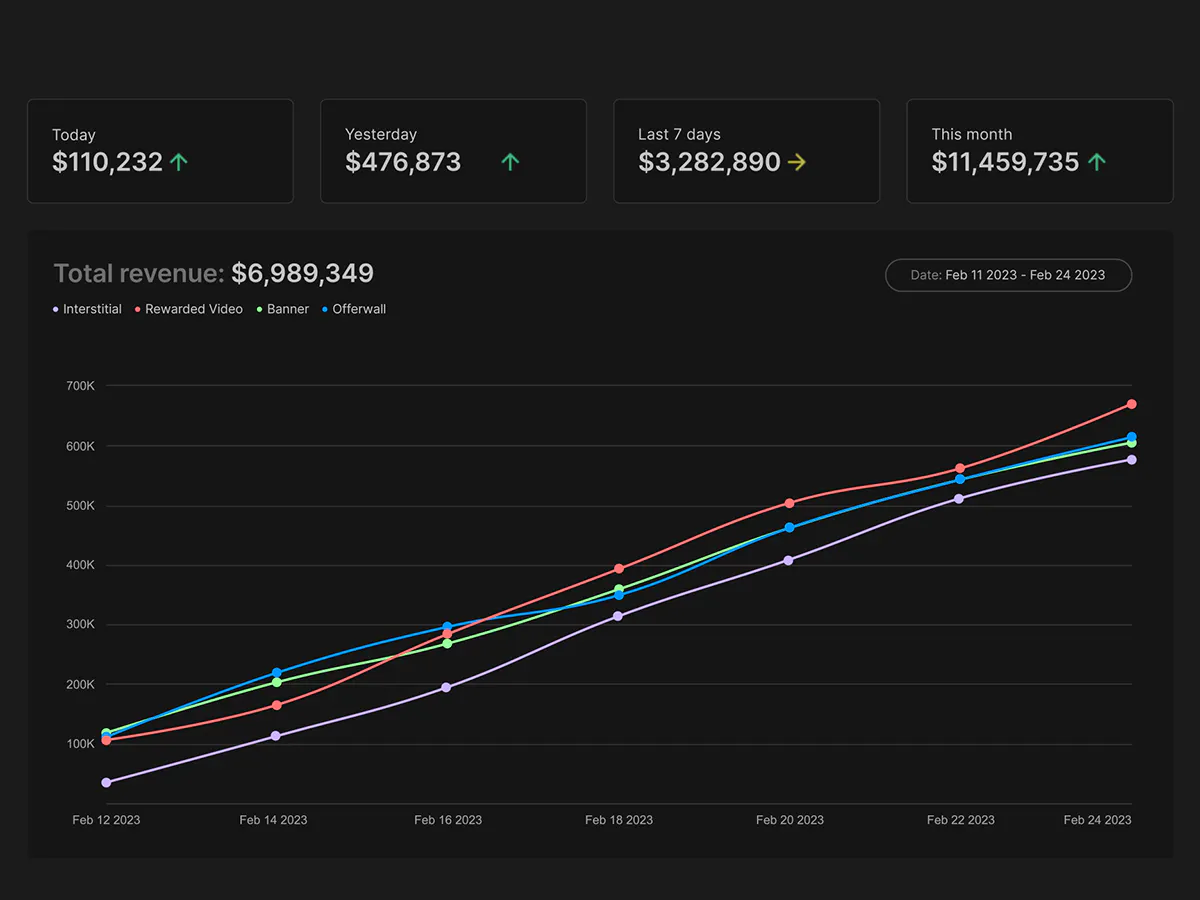 Today
$110,232
Yesterday
$476,873
Last 7 days
$3,282,890
This month
$11,459,735
Total revenue: $6,989,349
Date: Feb 11 2023 - Feb 24 2023
Interstitial Rewarded Video Banner Offerwall
700K
600K
500K
400K
300K
200K
100K
Feb 12 2023 Feb 14 2023 Feb 16 2023 Feb 18 2023 Feb 20 2023 Feb 22 2023 Feb 24 2023